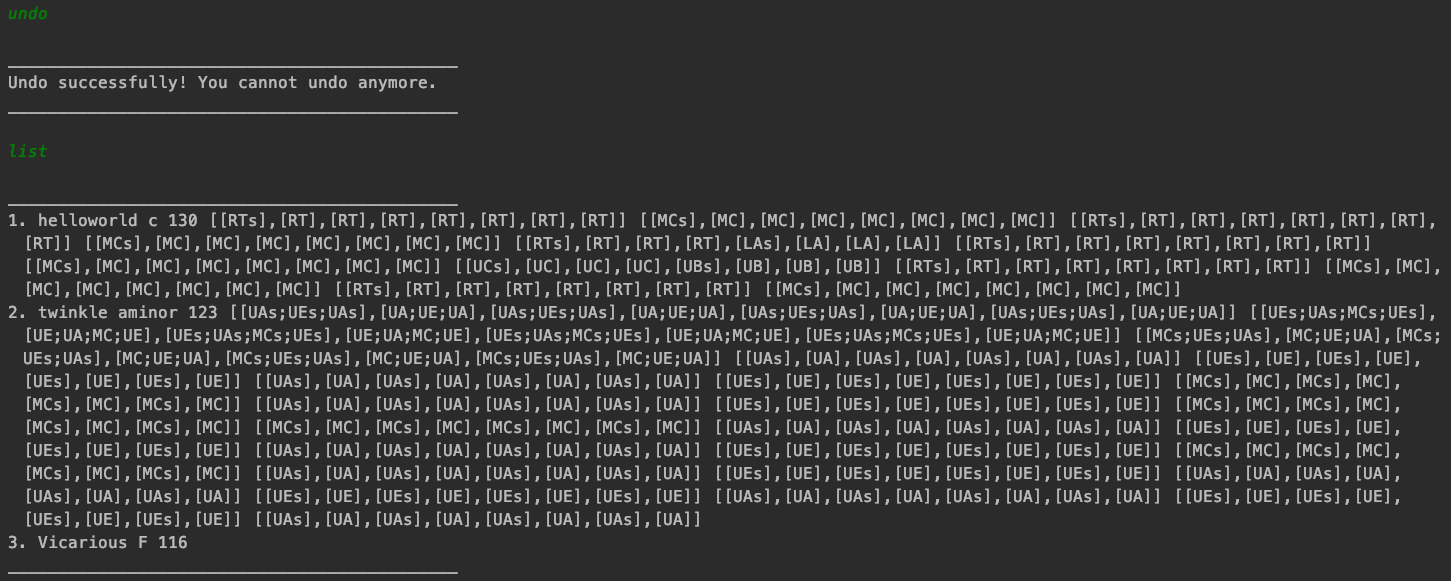 undo
Undo successfully! You cannot undo anymore.
list
1. helloworld c 130 [[RTs],[RT],[RT],[RT],[RT],[RT],[RT],[RT]] [[MCs],[MC],[MC],[MC],[MC],[MC],[MC],[MC]] [[RTs],[RT],[RT],[RT],[RT],[RT],[RT],
[RT]] [[MCs],[MC],[MC],[MC],[MC],[MC],[MC],[MC]] [[RTs],[RT],[RT],[RT],[LAs],[LA],[LA],[LA]] [[RTs],[RT],[RT],[RT],[RT],[RT],[RT],[RT]]
[[MCs],[MC],[MC],[MC],[MC],[MC],[MC],[MC]] [[UCs],[UC],[UC],[UC],[UBs],[UB],[UB],[UB]] [[RTs],[RT],[RT],[RT],[RT],[RT],[RT],[RT]] [[MCs],[MC],
[MC],[MC],[MC],[MC],[MC],[MC]] [[RTs],[RT],[RT],[RT],[RT],[RT],[RT],[RT]] [[MCs],[MC],[MC],[MC],[MC],[MC],[MC],[MC]]
2. twinkle aminor 123 [[UAs;UEs;UAs],[UA;UE;UA],[UAs;UEs;UAs],[UA;UE;UA],[UAs;UEs;UAs],[UA;UE;UA],[UAs;UEs;UAs],[UA;UE;UA]] [[UEs;UAs;MCs;UEs],
[UE;UA;MC;UE],[UEs;UAs;MCs;UEs],[UE;UA;MC;UE],[UEs;UAs;MCs;UEs],[UE;UA;MC;UE],[UEs;UAs;MCs;UEs],[UE;UA;MC;UE]] [[MCs;UEs;UAs],[MC;UE;UA],[MCs;
UEs;UAs],[MC;UE;UA],[MCs;UEs;UAs],[MC;UE;UA],[MCs;UEs;UAs],[MC;UE;UA]] [[UAs],[UA],[UAs],[UA],[UAs],[UA],[UAs],[UA]] [[UEs],[UE],[UEs],[UE],
[UEs],[UE],[UEs],[UE]] [[UAs],[UA],[UAs],[UA],[UAs],[UA],[UAs],[UA]] [[UEs],[UE],[UEs],[UE],[UEs],[UE],[UEs],[UE]] [[MCs],[MC],[MCs],[MC],
[MCs],[MC],[MCs],[MC]] [[UAs],[UA],[UAs],[UA],[UAs],[UA],[UAs],[UA]] [[UEs],[UE],[UEs],[UE],[UEs],[UE],[UEs],[UE]] [[MCs],[MC],[MCs],[MC],
[MCs],[MC],[MCs],[MC]] [[MCs],[MC],[MCs],[MC],[MCs],[MC],[MCs],[MC]] [[UAs],[UA],[UAs],[UA],[UAs],[UA],[UAs],[UA]] [[UEs],[UE],[UEs],[UE],
[UEs],[UE],[UEs],[UE]] [[UAs],[UA],[UAs],[UA],[UAs],[UA],[UAs],[UA]] [[UEs],[UE],[UEs],[UE],[UEs],[UE],[UEs],[UE]] [[MCs],[MC],[MCs],[MC],
[MCs],[MC],[MCs],[MC]] [[UAs],[UA],[UAs],[UA],[UAs],[UA],[UAs],[UA]] [[UEs],[UE],[UEs],[UE],[UEs],[UE],[UEs],[UE]] [[UAs],[UA],[UAs],[UA],
[UAs],[UA],[UAs],[UA]] [[UEs],[UE],[UEs],[UE],[UEs],[UE],[UEs],[UE]] [[UAs],[UA],[UAs],[UA],[UAs],[UA],[UAs],[UA]] [[UEs],[UE],[UEs],[UE],
[UEs],[UE],[UEs],[UE]] [[UAs],[UA],[UAs],[UA],[UAs],[UA],[UAs],[UA]]
3. Vicarious F 116